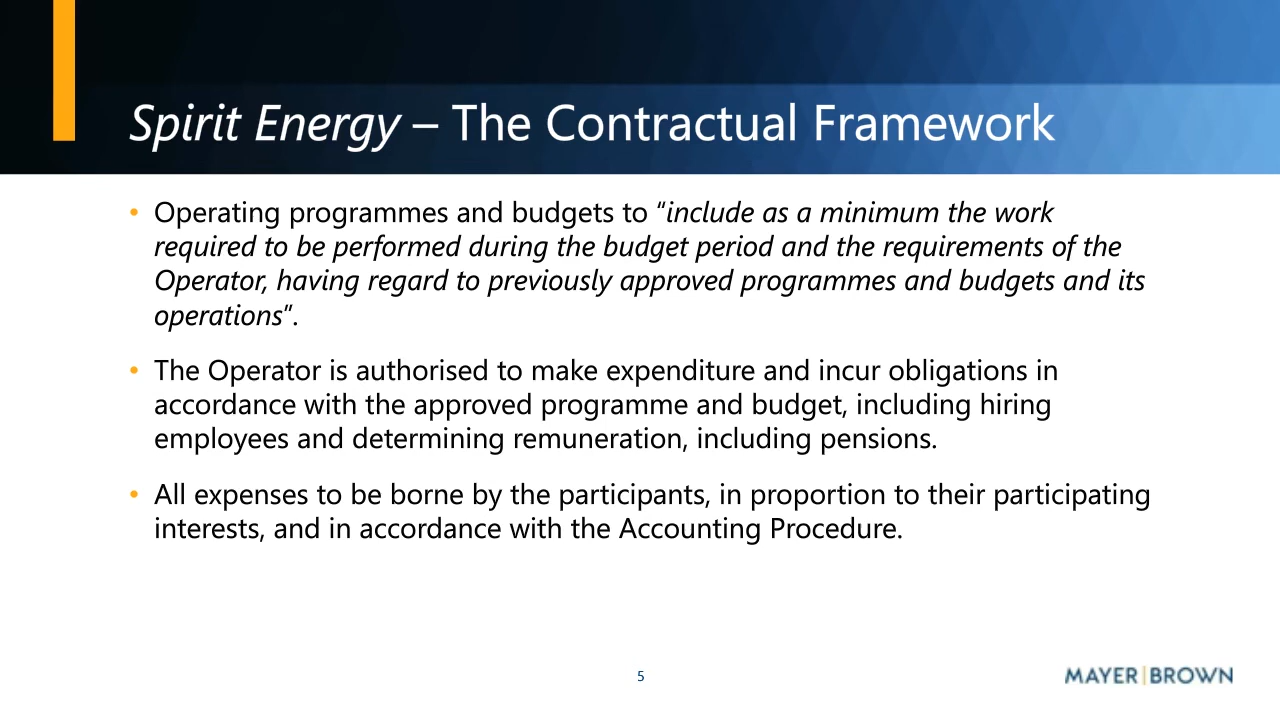 Spirit Energy – The Contractual Framework
• Operating programmes and budgets to “include as a minimum the work
required to be performed during the budget period and the requirements of the
Operator, having regard to previously approved programmes and budgets and its
operations”.
• The Operator is authorised to make expenditure and incur obligations in
accordance with the approved programme and budget, including hiring
employees and determining remuneration, including pensions.
• All expenses to be borne by the participants, in proportion to their participating
interests, and in accordance with the Accounting Procedure.
5
MAYER|BROWN